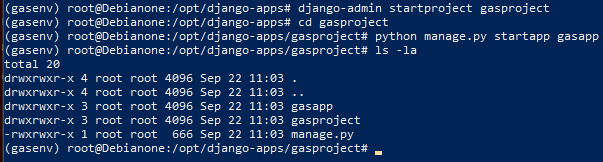 (gasenv) root@Debianone:/opt/django-apps# django-admin startproject gasproject
(gasenv) root@Debianone:/opt/django-apps# cd gasproject
(gasenv) root@Debianone:/opt/django-apps/gasproject# python manage.py startapp gasapp
(gasenv) root@Debianone:/opt/django-apps/gasproject# ls -la
total 20
drwxrwxr-x 4 root root 4096 Sep 22 11:03 .
drwxrwxr-x 4 root root 4096 Sep 22 11:03 ..
drwxrwxr-x 3 root root 4096 Sep 22 11:03 gasapp
drwxrwxr-x 3 root root 4096 Sep 22 11:03 gasproject
-rwxrwxr-x 1 root root  666 Sep 22 11:03 manage.py
(gasenv) root@Debianone:/opt/django-apps/gasproject#